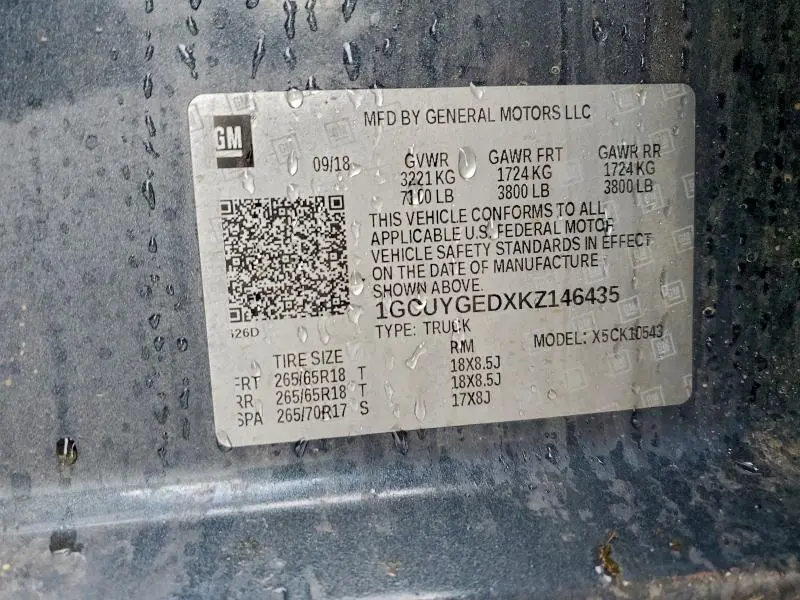 GM
MFD BY GENERAL MOTORS LLC
09/18
GVWR GAWR FRT GAWR RR
3221 KG 1724 KG 1724 KG
7100 LB 3800 LB 3800 LB
THIS VEHICLE CONFORMS TO ALL
APPLICABLE U.S. FEDERAL MOTOR
VEHICLE SAFETY STANDARDS IN EFFECT
ON THE DATE OF MANUFACTURE
SHOWN ABOVE.
1GCUYGEDXKZ146435
TYPE: TRUCK MODEL: X5CK10543
TIRE SIZE RIM
FRT 265/65R18 T 18X8.5J
RR 265/65R18 T 18X8.5J
SPA 265/70R17 S 17X8J